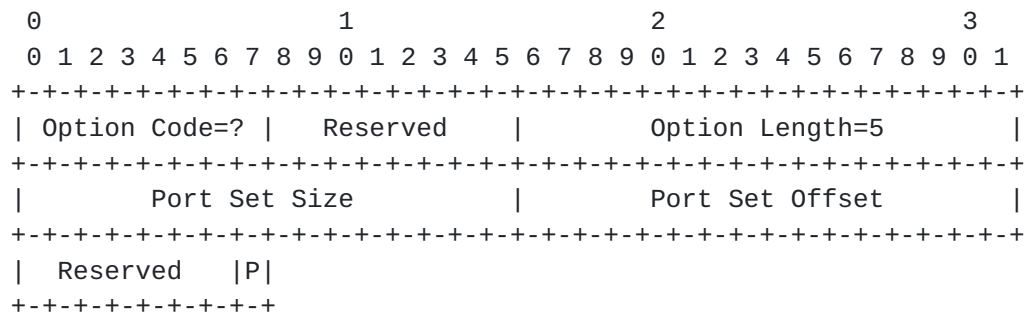 0                   1                   2                   3
 0 1 2 3 4 5 6 7 8 9 0 1 2 3 4 5 6 7 8 9 0 1 2 3 4 5 6 7 8 9 0 1
+-+-+-+-+-+-+-+-+-+-+-+-+-+-+-+-+-+-+-+-+-+-+-+-+-+-+-+-+-+-+-+-+
| Option Code=? |   Reserved    |        Option Length=5        |
+-+-+-+-+-+-+-+-+-+-+-+-+-+-+-+-+-+-+-+-+-+-+-+-+-+-+-+-+-+-+-+-+
|        Port Set Size          |        Port Set Offset        |
+-+-+-+-+-+-+-+-+-+-+-+-+-+-+-+-+-+-+-+-+-+-+-+-+-+-+-+-+-+-+-+-+
|  Reserved   |P|
+-+-+-+-+-+-+-+-+